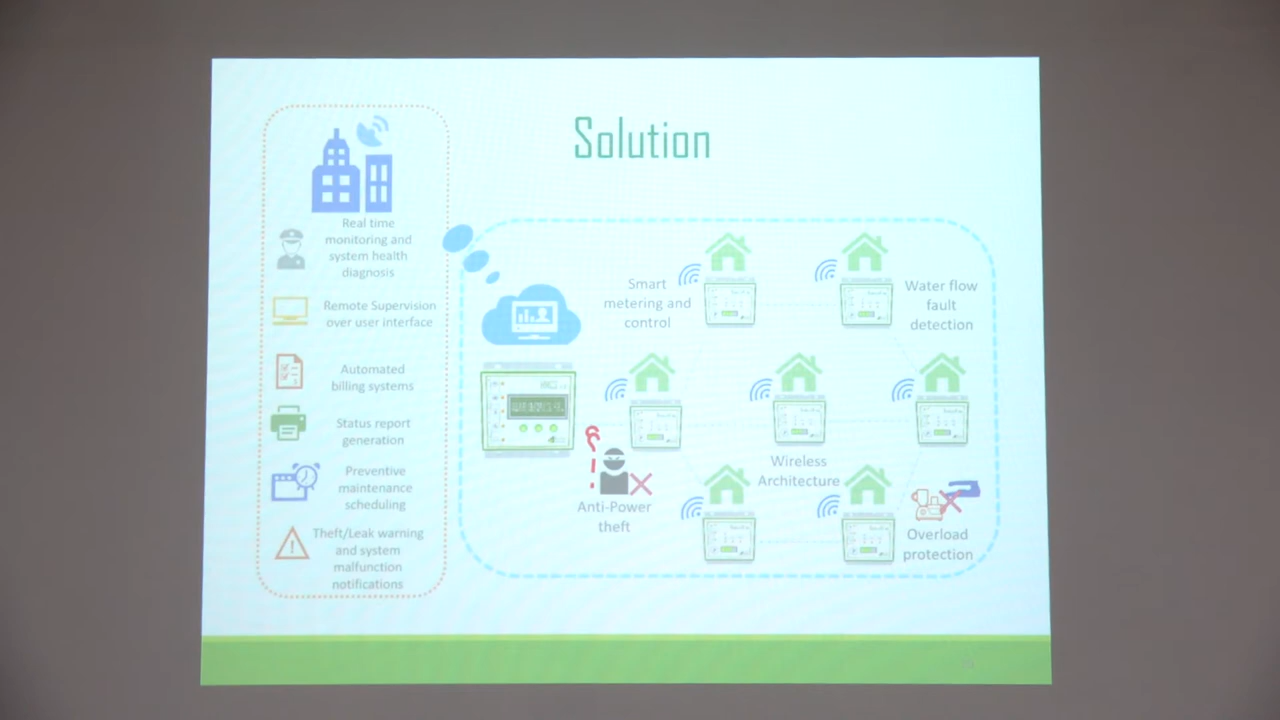 Solution
Real time
monitoring and
system health
diagnosis
Remote Supervision
over user interface
Automated
billing systems
Status report
generation
Preventive
maintenance
scheduling
Theft/Leak warning
and system
malfunction
notifications
Smart
metering and
control
Water flow
fault
detection
Wireless
Architecture
Anti-Power
theft
Overload
protection